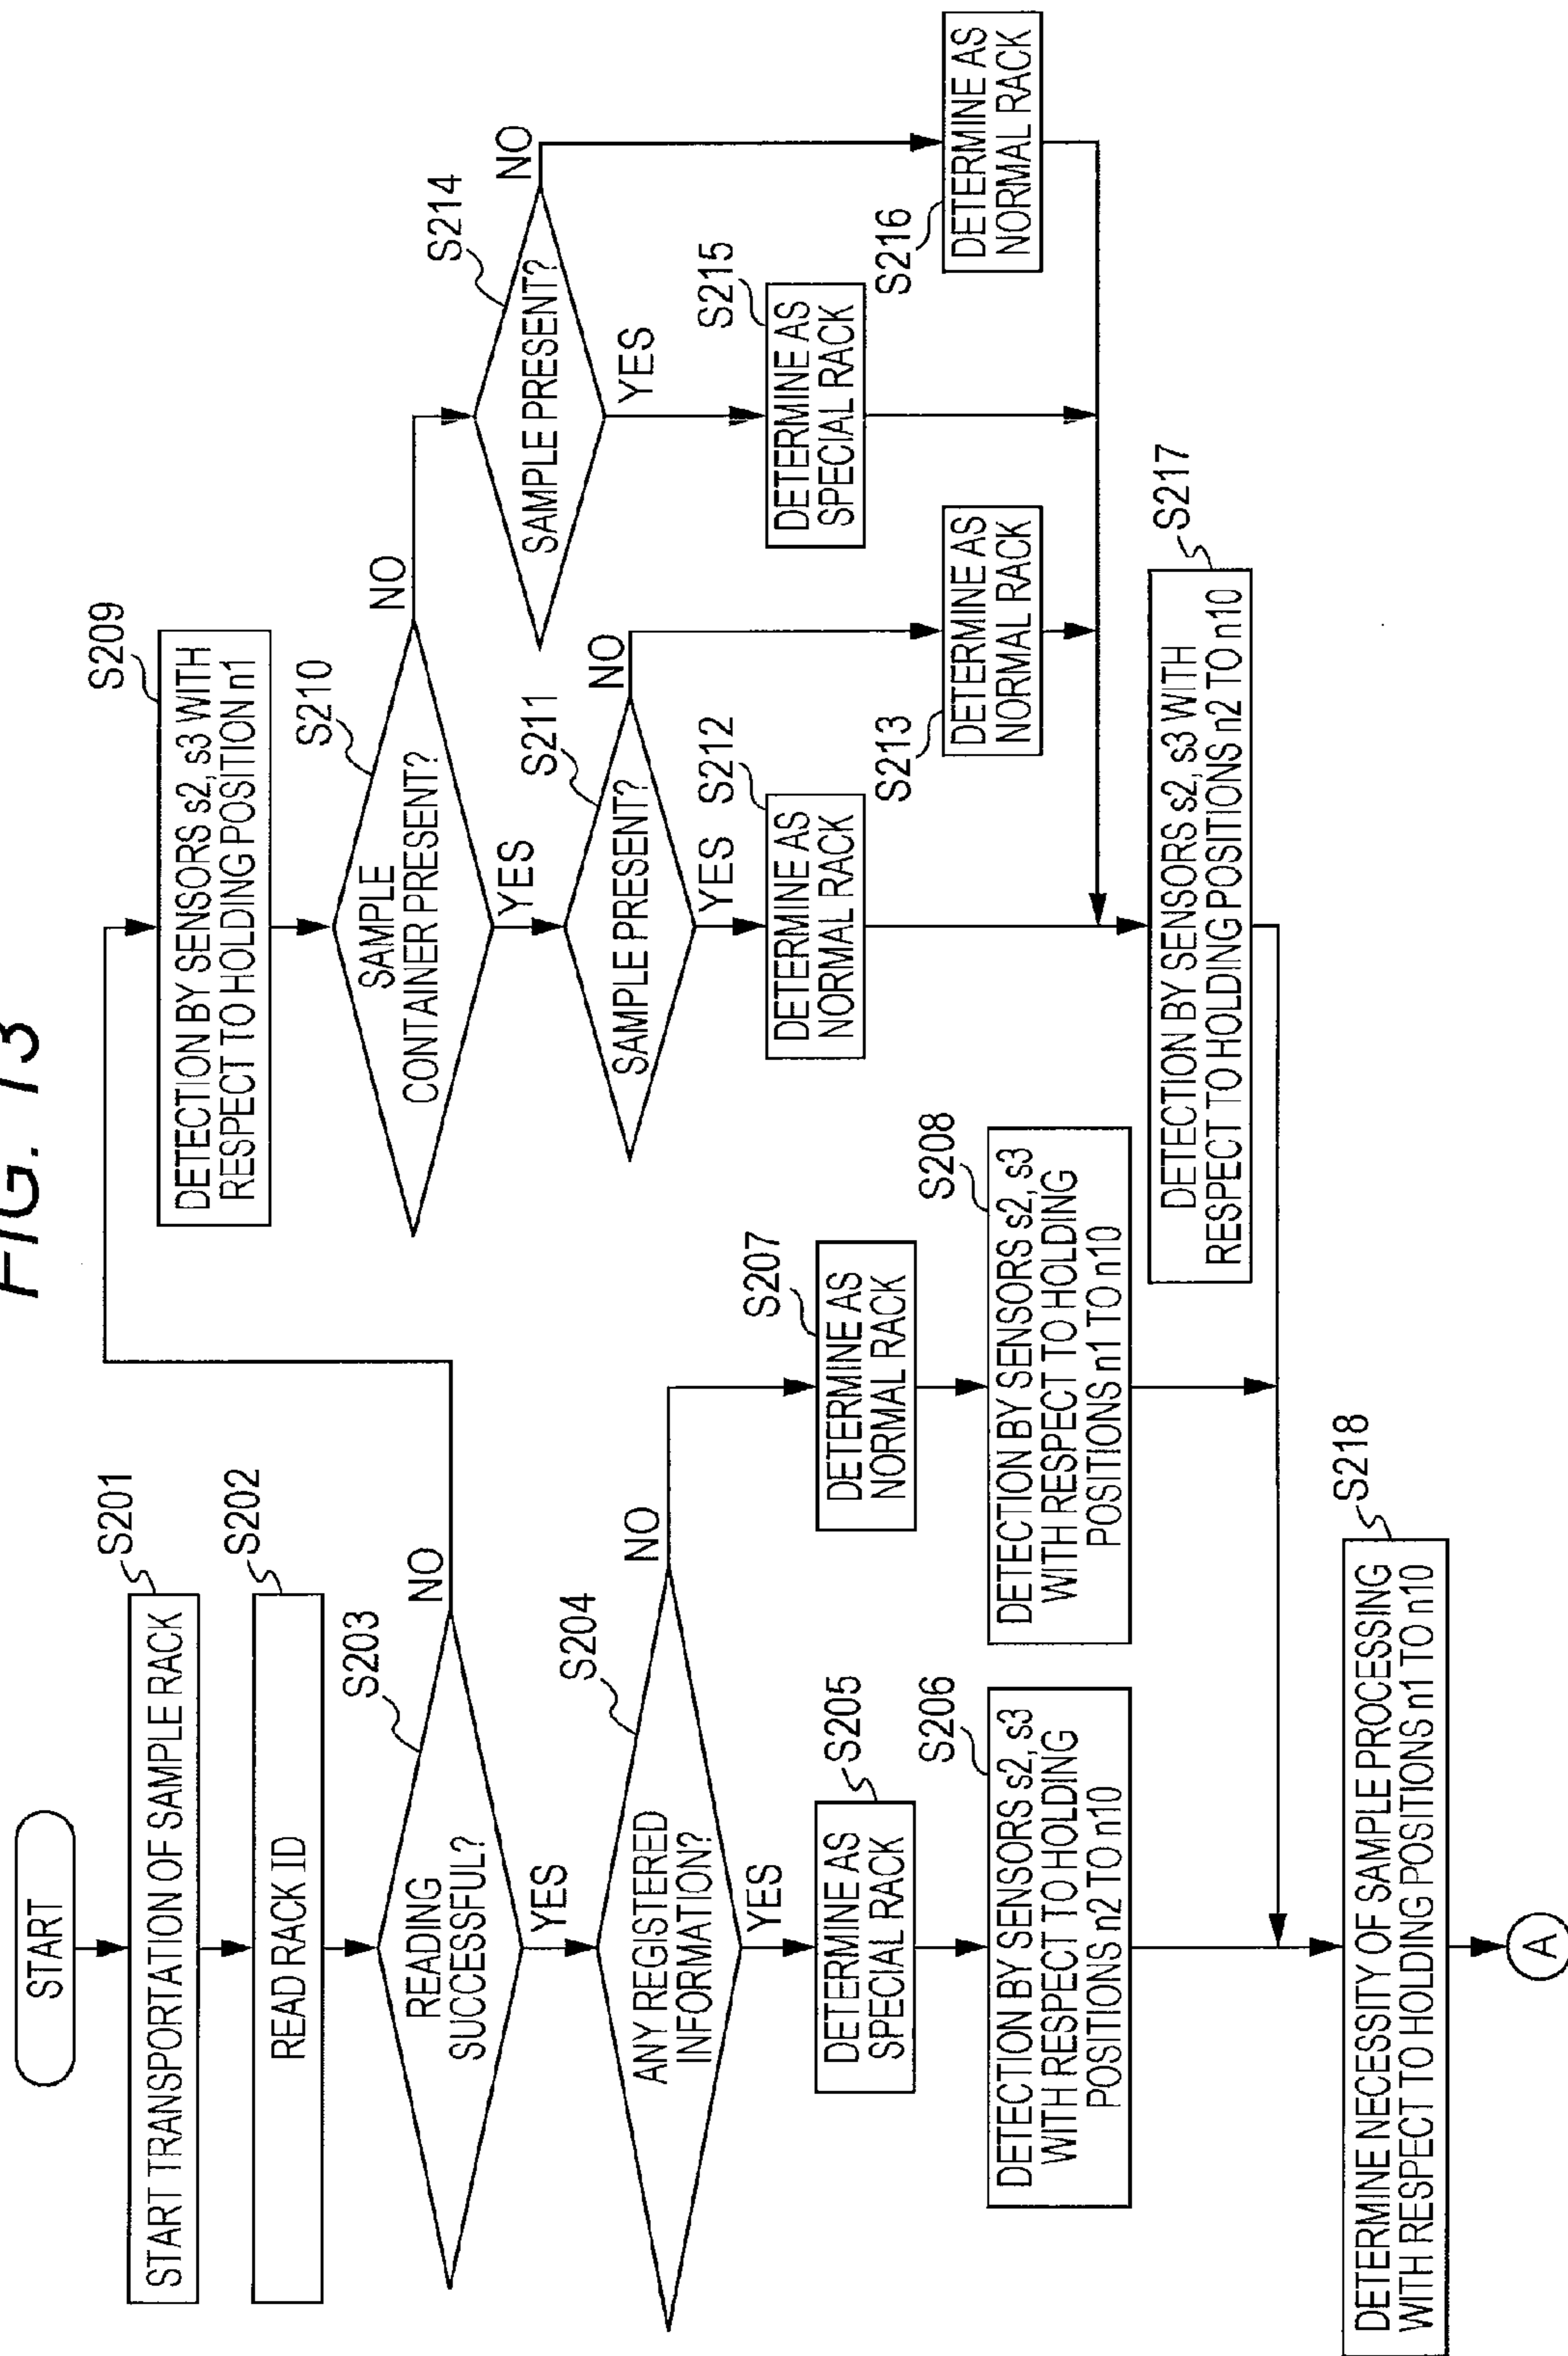 FIG. 13
START
S201
START TRANSPORTATION OF SAMPLE RACK
S202
READ RACK ID
S203
READING
SUCCESSFUL?
NO
YES
S204
ANY REGISTERED
INFORMATION?
NO
YES
S205
DETERMINE AS
SPECIAL RACK
S206
DETECTION BY SENSORS s2, s3
WITH RESPECT TO HOLDING
POSITIONS n2 TO n10
S207
DETERMINE AS
NORMAL RACK
S208
DETECTION BY SENSORS s2, s3
WITH RESPECT TO HOLDING
POSITIONS n1 TO n10
S209
DETECTION BY SENSORS s2, s3 WITH
RESPECT TO HOLDING POSITION n1
S210
SAMPLE
CONTAINER PRESENT?
NO
YES
S211
SAMPLE PRESENT?
NO
YES
S212
DETERMINE AS
NORMAL RACK
S213
DETERMINE AS
NORMAL RACK
S214
SAMPLE PRESENT?
NO
YES
S215
DETERMINE AS
SPECIAL RACK
S216
DETERMINE AS
NORMAL RACK
S217
DETECTION BY SENSORS s2, s3 WITH
RESPECT TO HOLDING POSITIONS n2 TO n10
S218
DETERMINE NECESSITY OF SAMPLE PROCESSING
WITH RESPECT TO HOLDING POSITIONS n1 TO n10
A